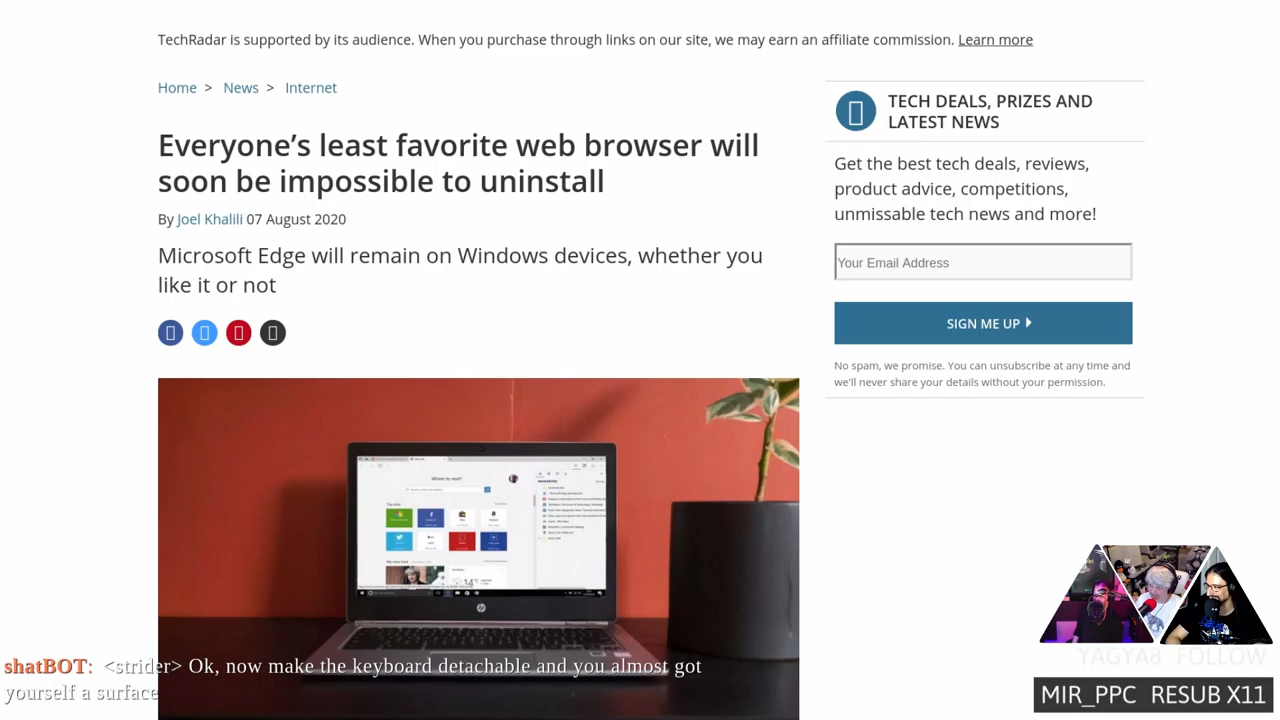 TechRadar is supported by its audience. When you purchase through links on our site, we may earn an affiliate commission. Learn more
Home > News > Internet
Everyone’s least favorite web browser will
soon be impossible to uninstall
By Joel Khalili 07 August 2020
Microsoft Edge will remain on Windows devices, whether you
like it or not
TECH DEALS, PRIZES AND
LATEST NEWS
Get the best tech deals, reviews,
product advice, competitions,
unmissable tech news and more!
Your Email Address
SIGN ME UP
No spam, we promise. You can unsubscribe at any time and
we'll never share your details without your permission.
Where to next?
shatBOT: <strider> Ok, now make the keyboard detachable and you almost got
yourself a surface
YAGYA8 FOLLOW
MIR_PPC RESUB X11